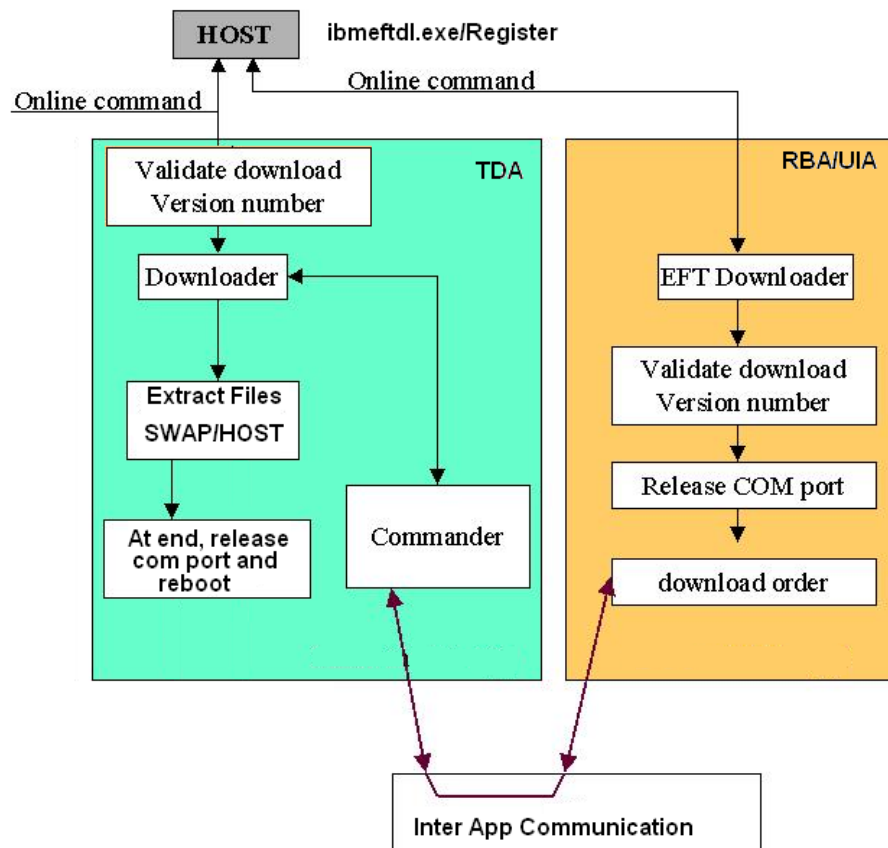 HOST
ibmeftdl.exe/Register
Online command
Online command
Validate download
Version number
TDA
RBA/UIA
Downloader
EFT Downloader
Extract Files
SWAP/HOST
Validate download
Version number
Release COM port
At end, release
com port and
reboot
Commander
download order
Inter App Communication